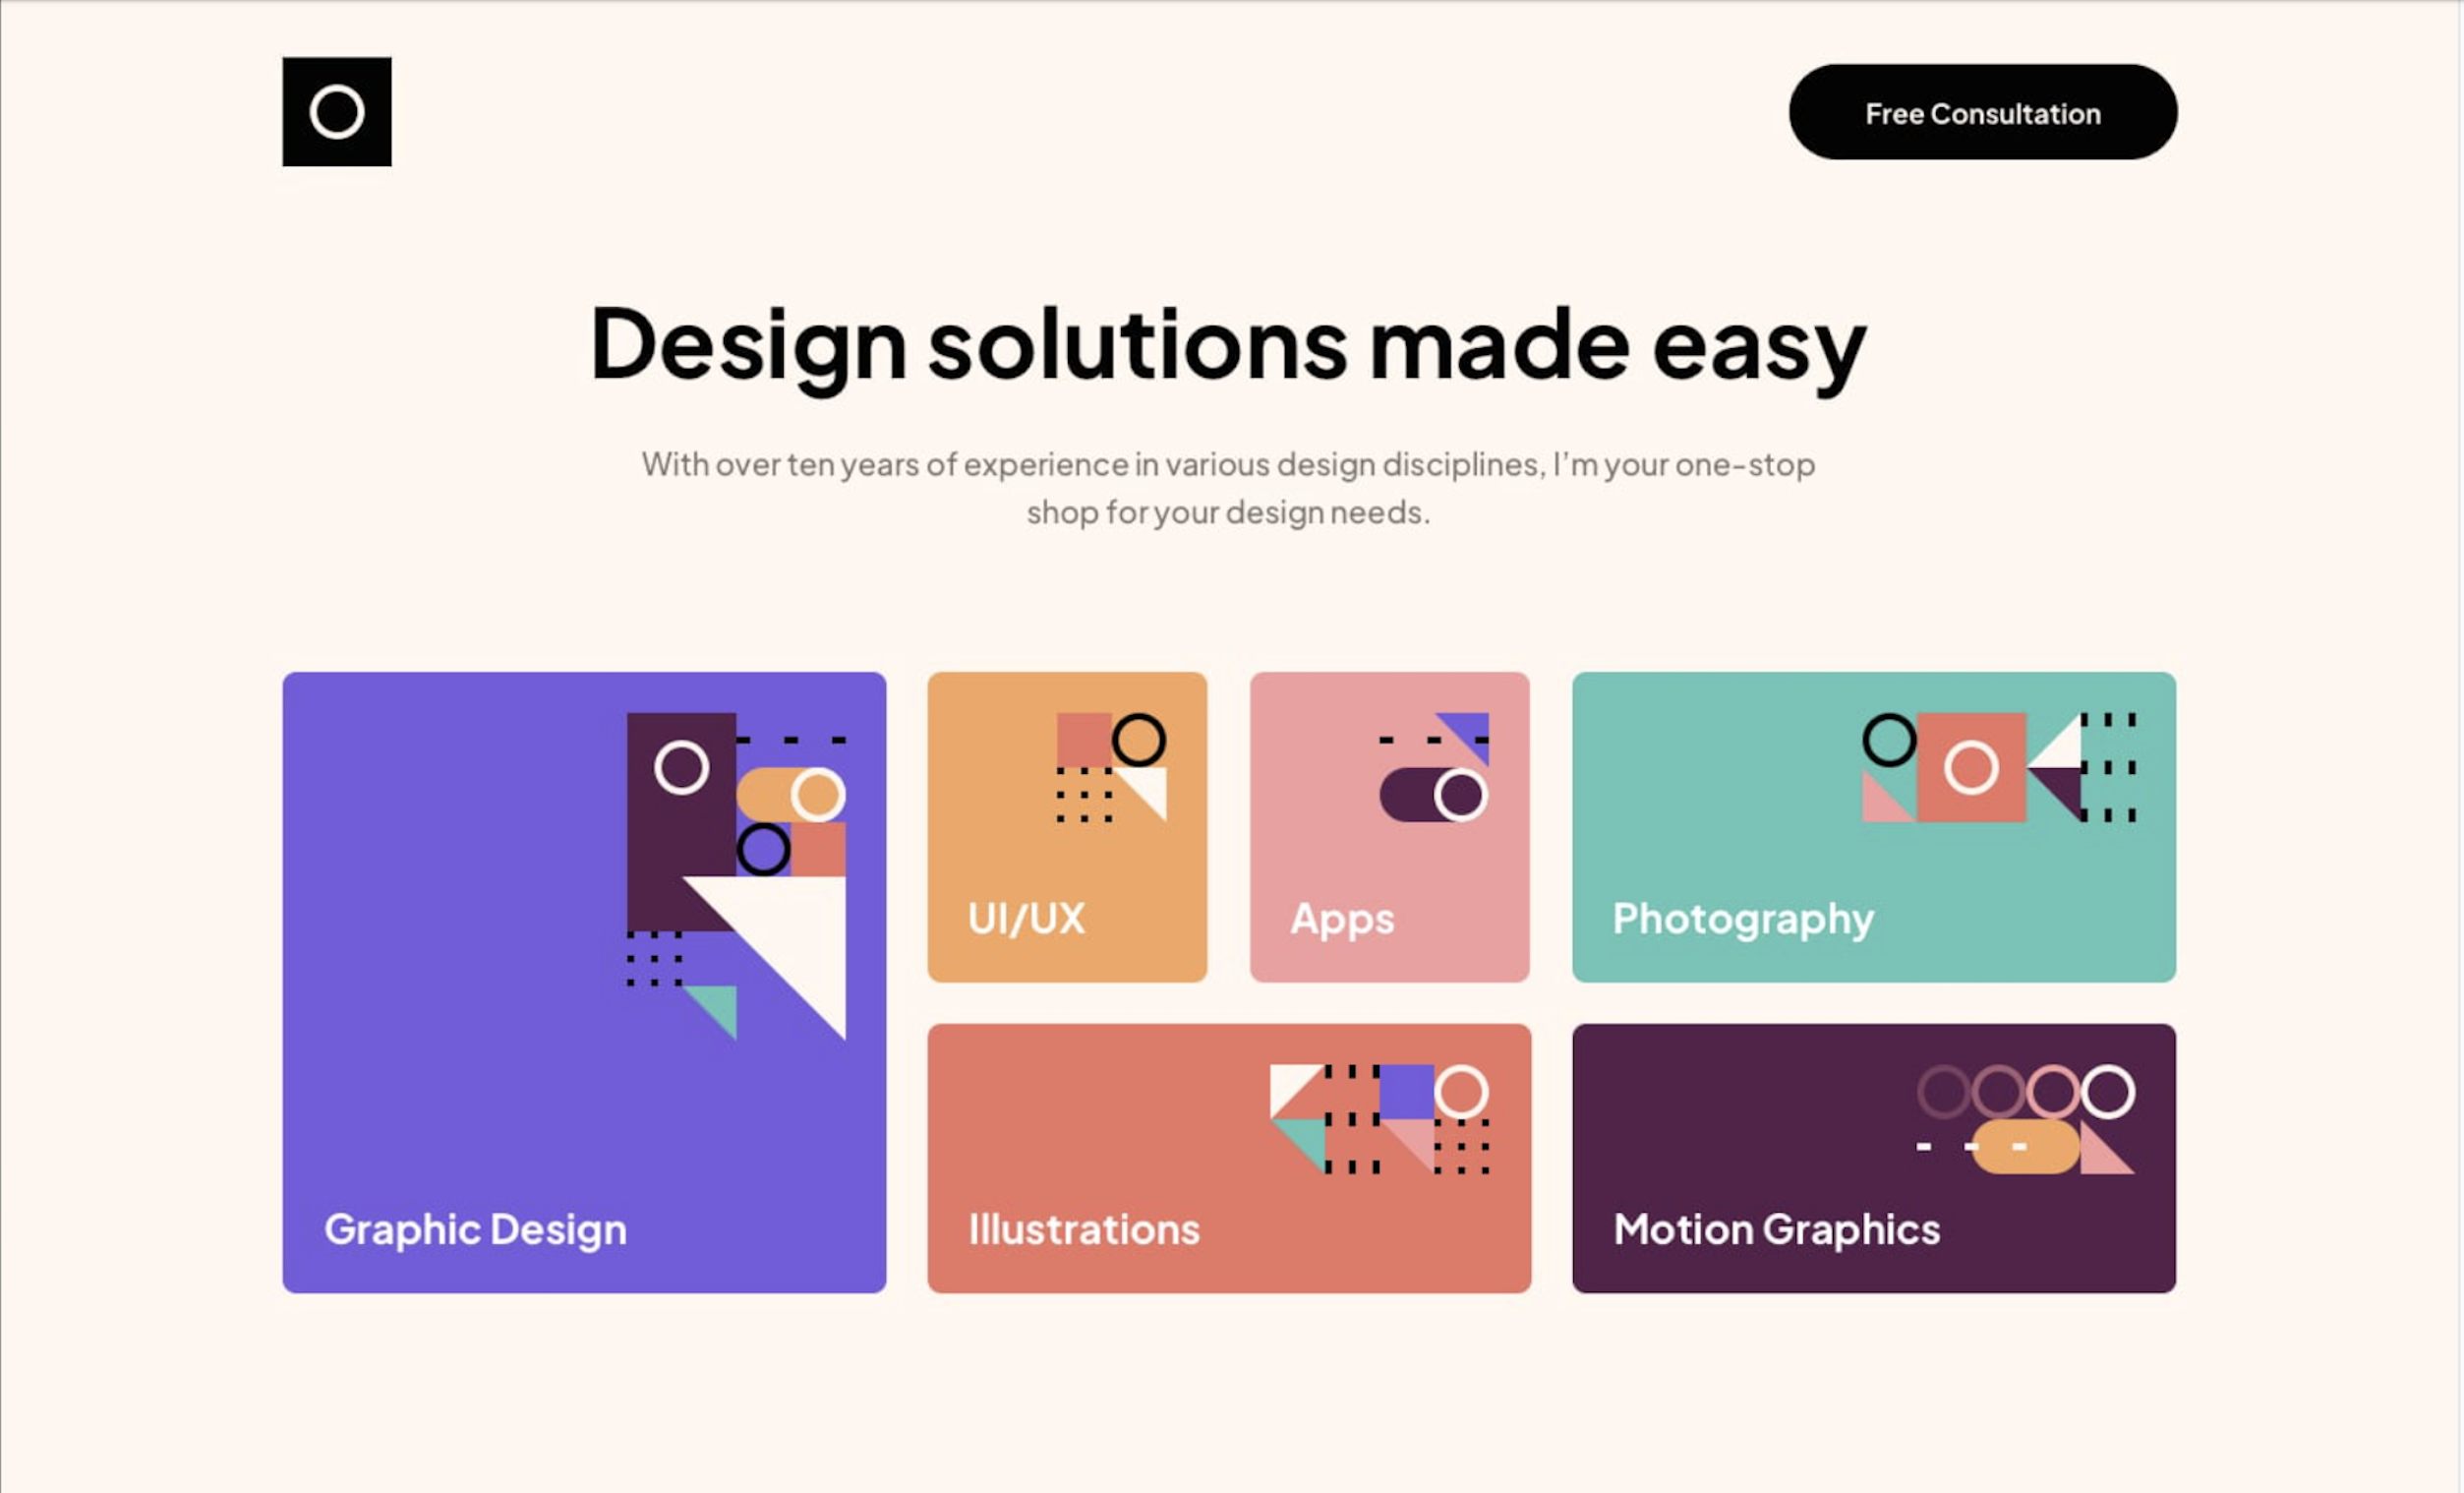 Free Consultation
Design solutions made easy
With over ten years of experience in various design disciplines, I’m your one-stop
shop for your design needs.
UI/UX
Apps
Photography
Graphic Design
Illustrations
Motion Graphics